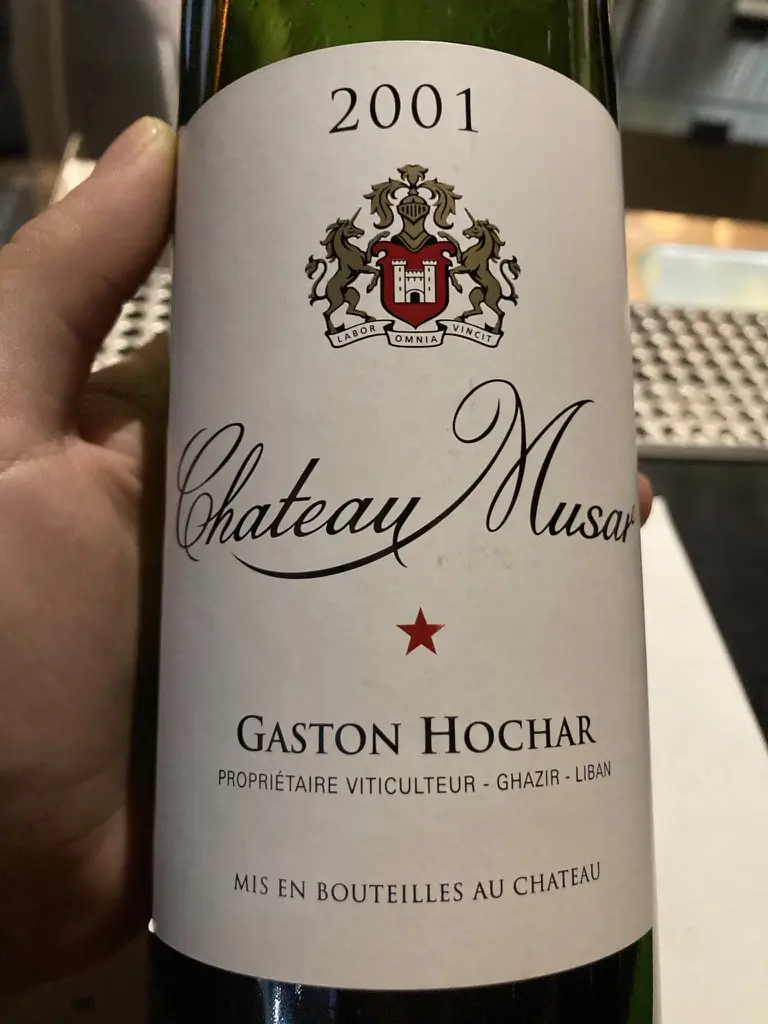 2001
LABOR OMNIA VINCIT
Chateau Musar
GASTON HOCHAR
PROPRIÉTAIRE VITICULTEUR - GHAZIR - LIBAN
MIS EN BOUTEILLES AU CHATEAU